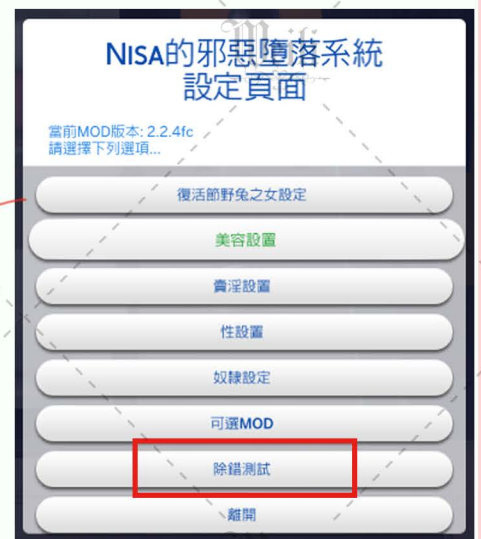 NISA的邪惡墮落系統
設定頁面
當前MOD版本: 2.2.4fc
請選擇下列選項...
復活節野兔之女設定
美容設置
賣淫設置
性設置
奴隸設定
可選MOD
除錯測試
離開